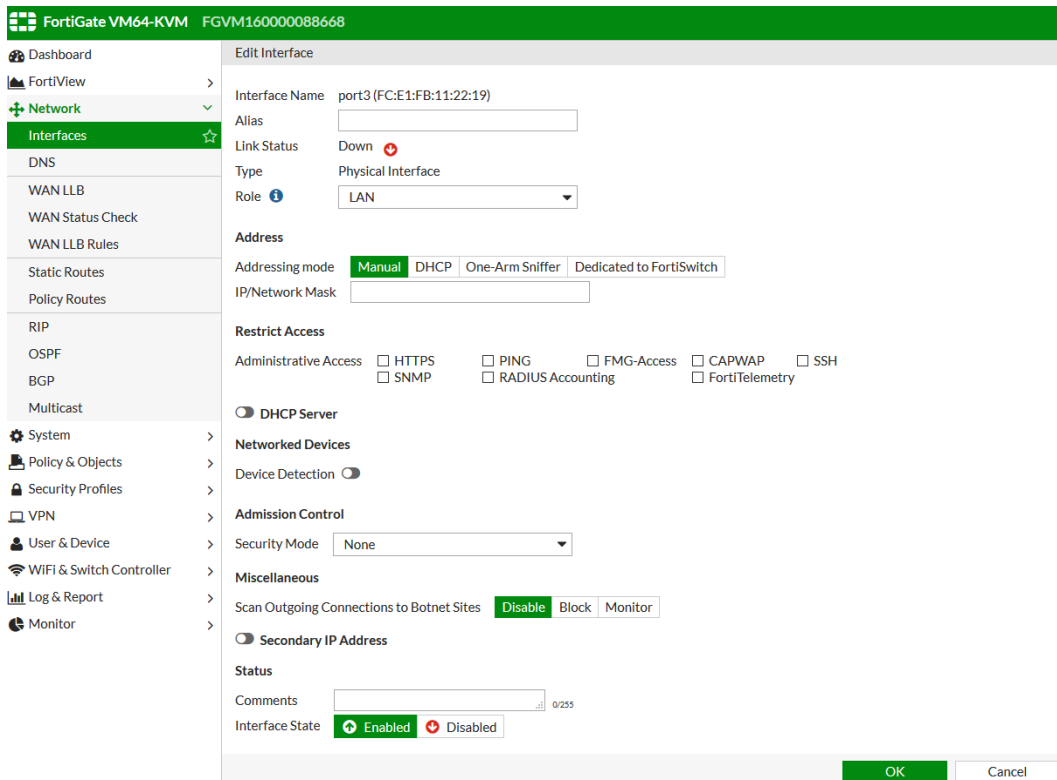 FortiGate VM64-KVM FGVM160000088668
Dashboard
FortiView
Network
Interfaces
DNS
WAN LLB
WAN Status Check
WAN LLB Rules
Static Routes
Policy Routes
RIP
OSPF
BGP
Multicast
System
Policy & Objects
Security Profiles
VPN
User & Device
WiFi & Switch Controller
Log & Report
Monitor
Edit Interface
Interface Name port3 (FC:E1:FB:11:22:19)
Alias
Link Status Down
Type Physical Interface
Role LAN
Address
Addressing mode Manual DHCP One-Arm Sniffer Dedicated to FortiSwitch
IP/Network Mask
Restrict Access
Administrative Access HTTPS PING FMG-Access CAPWAP SSH
SNMP RADIUS Accounting FortiTelemetry
DHCP Server
Networked Devices
Device Detection
Admission Control
Security Mode None
Miscellaneous
Scan Outgoing Connections to Botnet Sites Disable Block Monitor
Secondary IP Address
Status
Comments 0/255
Interface State Enabled Disabled
OK Cancel